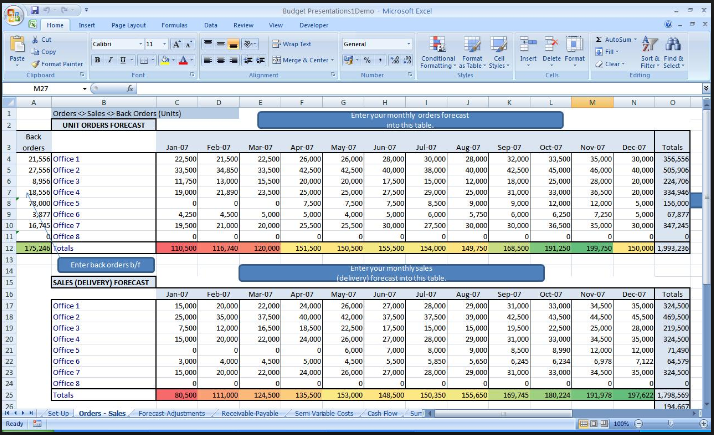 Budget Presentations1Demo - Microsoft Excel
Home Insert Page Layout Formulas Data Review View Developer
Paste
Cut
Copy
Format Painter
Clipboard
Calibri 11
B I U
Font
Wrap Text
Merge & Center
Alignment
General
Number
Conditional Formatting
Format as Table
Cell Styles
Styles
Insert Delete Format
Cells
AutoSum
Fill
Clear
Sort & Filter
Find & Select
Editing
M27 fx
A B C D E F G H I J K L M N O
1 Orders <> Sales <> Back Orders (Units)
Enter your monthly orders forecast
into this table.
2 UNIT ORDERS FORECAST
3 Back orders Jan-07 Feb-07 Mar-07 Apr-07 May-07 Jun-07 Jul-07 Aug-07 Sep-07 Oct-07 Nov-07 Dec-07 Totals
4 21,556 Office 1 22,500 21,500 22,500 26,000 26,000 28,000 30,000 28,000 32,000 33,500 35,000 30,000 356,556
27,556 Office 2 33,500 34,850 33,500 42,500 42,500 40,000 38,000 40,000 42,500 45,000 46,000 40,000 505,906
6 8,956 Office 3 11,750 13,000 15,500 20,000 20,000 17,500 15,000 12,000 18,000 25,000 28,000 20,000 224,706
18,556 Office 4 19,000 21,890 23,500 25,000 25,000 27,500 29,000 25,000 31,000 33,000 36,500 20,000 334,946
8 78,000 Office 5 0 0 0 7,500 7,500 7,500 8,500 9,000 9,000 12,000 12,000 5,000 156,000
9 3,877 Office 6 4,250 4,500 5,000 5,000 4,000 5,000 6,000 5,750 6,000 6,250 7,250 5,000 67,877
10 16,745 Office 7 19,500 21,000 20,000 25,500 25,500 30,000 27,500 30,000 30,000 36,500 35,000 30,000 347,245
11 0 Office 8 0 0 0 0 0 0 0 0 0 0 0 0 0
12 175,246 Totals 110,500 116,740 120,000 151,500 150,500 155,500 154,000 149,750 168,500 191,250 199,750 150,000 1,993,236
13
Enter back orders b/f
Enter your monthly sales
14 (delivery) forecast into this table.
15 SALES (DELIVERY) FORECAST
16 Jan-07 Feb-07 Mar-07 Apr-07 May-07 Jun-07 Jul-07 Aug-07 Sep-07 Oct-07 Nov-07 Dec-07 Totals
17 Office 1 15,000 20,000 22,000 24,000 26,000 27,000 28,000 29,000 31,000 33,000 34,500 35,000 324,500
18 Office 2 25,000 35,000 37,500 40,000 42,000 37,500 37,500 39,000 42,500 43,500 44,500 45,500 469,500
19 Office 3 7,500 12,000 16,500 18,500 22,500 17,500 15,000 15,000 19,500 22,500 25,000 28,000 219,500
20 Office 4 15,000 20,000 22,000 24,000 26,000 27,000 28,000 29,000 31,000 33,000 34,500 35,000 324,500
21 Office 5 0 0 0 0 6,000 7,000 8,000 9,000 8,500 8,990 12,000 12,000 71,490
22 Office 6 3,000 4,000 4,500 5,000 4,500 5,500 5,850 5,650 6,245 6,234 6,978 7,122 64,579
23 Office 7 15,000 20,000 22,000 24,000 26,000 27,000 28,000 29,000 31,000 33,000 34,500 35,000 324,500
24 Office 8 0 0 0 0 0 0 0 0 0 0 0 0 0
25 Totals 80,500 111,000 124,500 135,500 153,000 148,500 150,350 155,650 169,745 180,224 191,978 197,622 1,798,569
26 194,667
Set Up Orders - Sales Forecast Adjustments Receivable Payable Semi Variable Costs Cash Flow Sum
Ready 100%